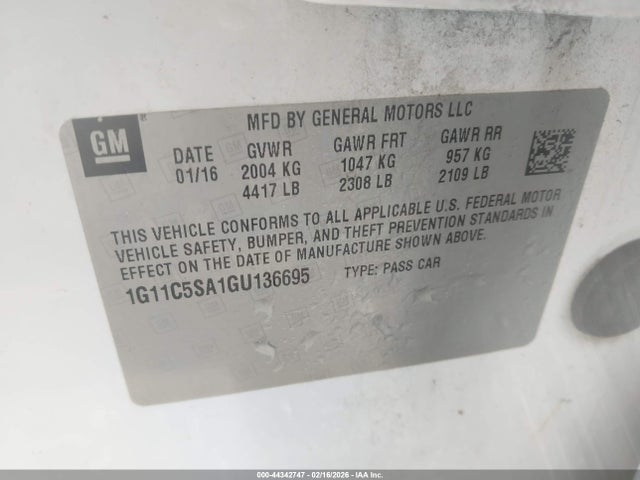 GM
MFD BY GENERAL MOTORS LLC
DATE GVWR GAWR FRT GAWR RR
01/16 2004 KG 1047 KG 957 KG
4417 LB 2308 LB 2109 LB
THIS VEHICLE CONFORMS TO ALL APPLICABLE U.S. FEDERAL MOTOR
VEHICLE SAFETY, BUMPER, AND THEFT PREVENTION STANDARDS IN
EFFECT ON THE DATE OF MANUFACTURE SHOWN ABOVE.
1G11C5SA1GU136695 TYPE: PASS CAR
000-44342747 - 02/16/2026 - IAA Inc.